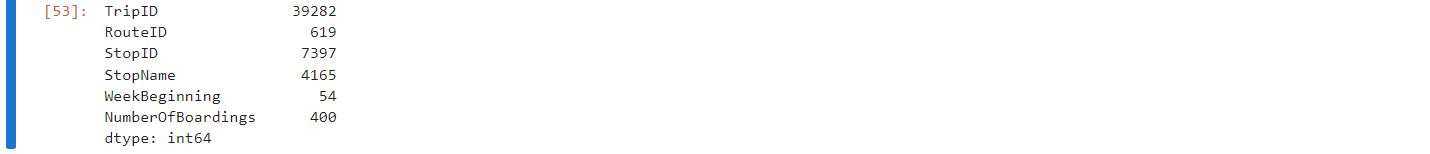 [53]: TripID 39282
RouteID 619
StopID 7397
StopName 4165
WeekBeginning 54
NumberOfBoardings 400
dtype: int64